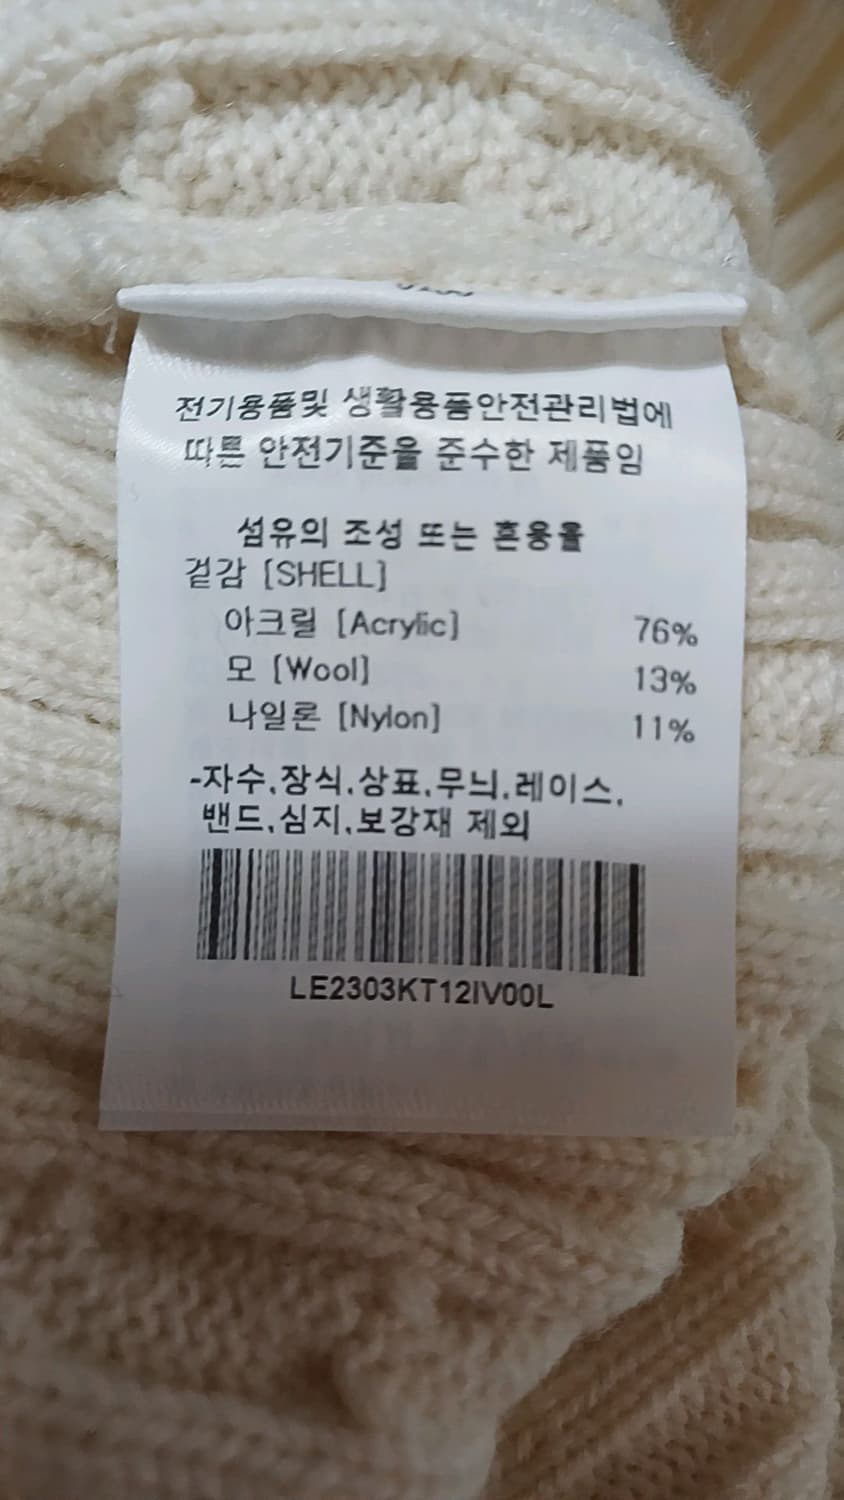 전기용품및 생활용품안전관리법에
따른 안전기준을 준수한 제품임
섬유의 조성 또는 혼용율
겉감 [SHELL]
아크릴 [Acrylic] 76%
모 [Wool] 13%
나일론 [Nylon] 11%
-자수,장식,상표,무늬,레이스,
밴드,심지,보강재 제외
LE2303KT12IV00L